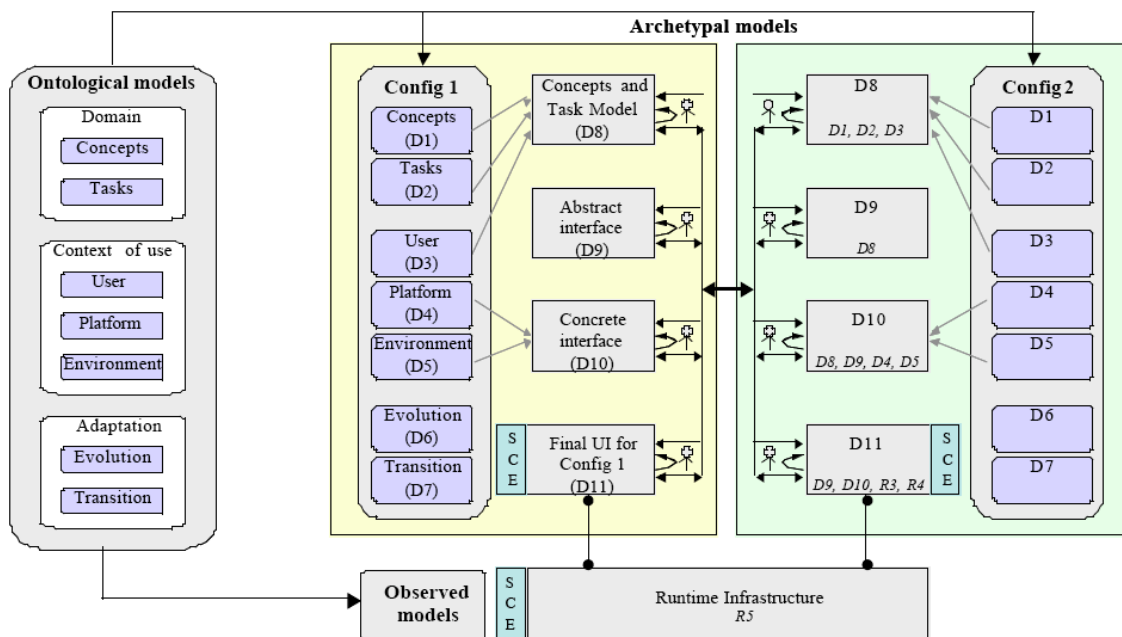 Archetypal models
Ontological models
Domain
Concepts
Tasks
Context of use
User
Platform
Environment
Adaptation
Evolution
Transition
Config 1
Concepts
(D1)
Tasks
(D2)
User
(D3)
Platform
(D4)
Environment
(D5)
Evolution
(D6)
Transition
(D7)
Concepts and
Task Model
(D8)
Abstract
interface
(D9)
Concrete
interface
(D10)
S
C
E
Final UI for
Config 1
(D11)
D8
D1, D2, D3
D9
D8
D10
D8, D9, D4, D5
D11
D9, D10, R3, R4
S
C
E
Config 2
D1
D2
D3
D4
D5
D6
D7
Observed
models
S
C
E
Runtime Infrastructure
R5